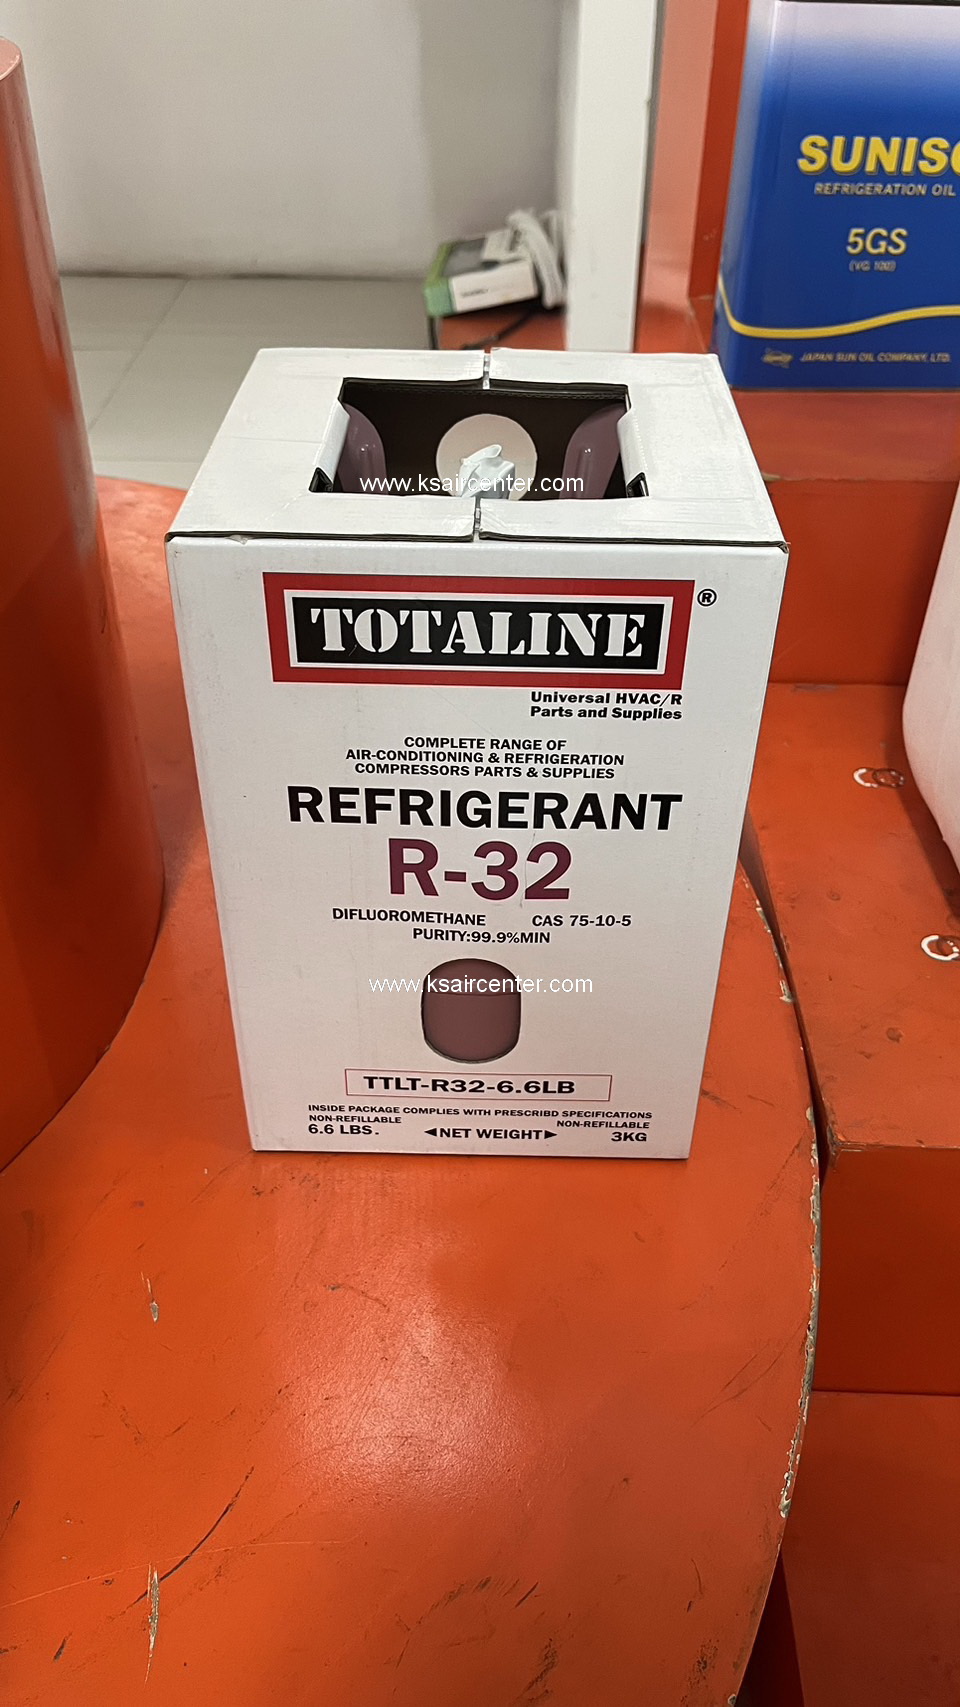 SUNISO
REFRIGERATION OIL
5GS
(VG 100)
JAPAN SUN OIL COMPANY, LTD.
www.ksaircenter.com
TOTALINE ®
Universal HVAC/R
Parts and Supplies
COMPLETE RANGE OF
AIR-CONDITIONING & REFRIGERATION
COMPRESSORS PARTS & SUPPLIES
REFRIGERANT
R-32
DIFLUOROMETHANE CAS 75-10-5
PURITY:99.9%MIN
www.ksaircenter.com
TTLT-R32-6.6LB
INSIDE PACKAGE COMPLIES WITH PRESCRIBD SPECIFICATIONS
NON-REFILLABLE NON-REFILLABLE
6.6 LBS. ◄NET WEIGHT► 3KG